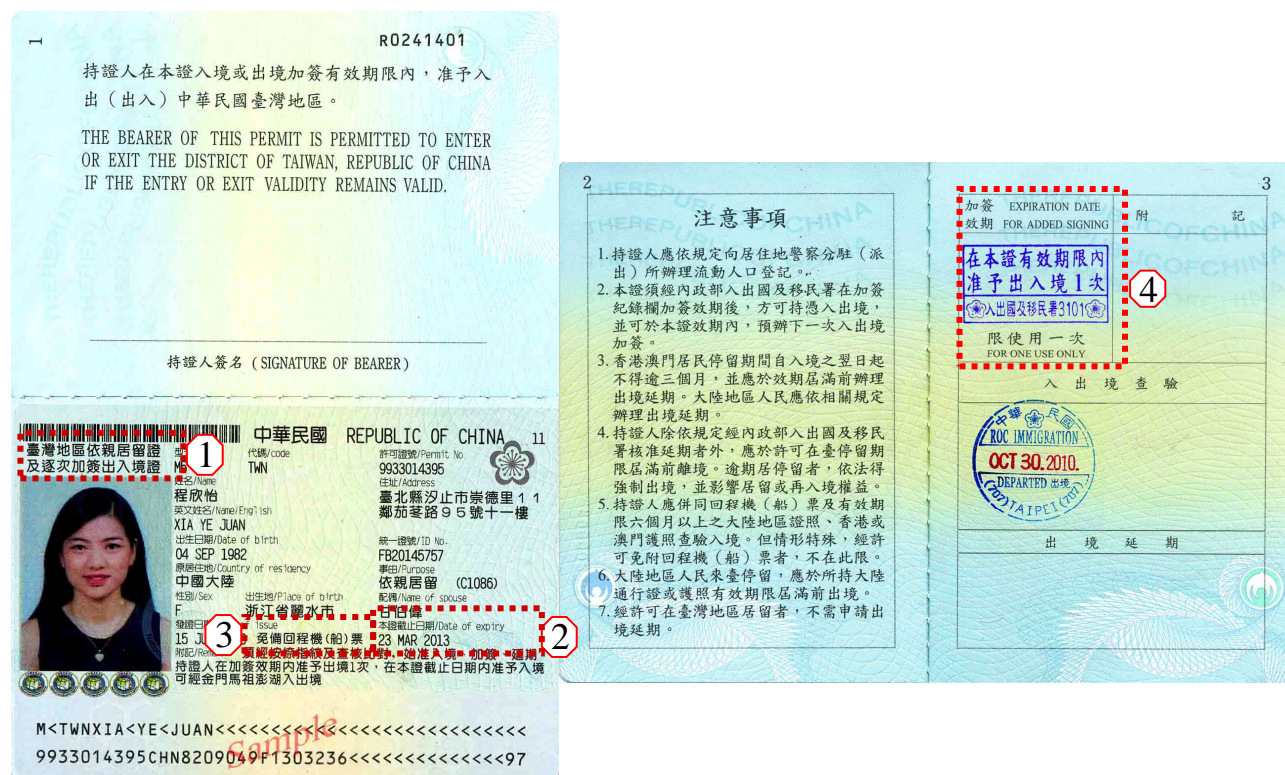 1
R0241401
持證人在本證入境或出境加簽有效期限內，准予入
出（出入）中華民國臺灣地區。
THE BEARER OF THIS PERMIT IS PERMITTED TO ENTER
OR EXIT THE DISTRICT OF TAIWAN, REPUBLIC OF CHINA
IF THE ENTRY OR EXIT VALIDITY REMAINS VALID.
持證人簽名 (SIGNATURE OF BEARER)
中華民國 REPUBLIC OF CHINA 11
臺灣地區依親居留證
及逐次加簽出入境證
1
代碼/code
TWN
許可證號/Permit No
9933014395
姓名/Name
程欣怡
住址/Address
臺北縣汐止市崇德里11
鄰茄苳路95號十一樓
英文姓名/Name/English
XIA YE JUAN
出生日期/Date of birth
04 SEP 1982
統一證號/ID No.
FB20145757
原居住地/Country of residency
中國大陸
事由/Purpose
依親居留 (C1086)
性別/Sex
F
出生地/Place of birth
浙江省麗水市
配偶/Name of spouse
甘佰偉
發證日 issue
15
3
免備回程機(船)票
本證截止日期/Date of expiry
23 MAR 2013
2
附記
持證人在加簽效期內准予出境1次，在本證截止日期內准予入境
可經金門馬祖澎湖入出境
Sample
M<TWNXIA<YE<JUAN<<<<<<<<<<<<<<<<<<<<<<<<<<<<
9933014395CHN8209049F1303236<<<<<<<<<<<<<<97
2
注意事項
1.持證人應依規定向居住地警察分駐（派
出）所辦理流動人口登記。
2.本證須經內政部入出國及移民署在加簽
紀錄欄加簽效期後，方可持憑入出境，
並可於本證效期內，預辦下一次入出境
加簽。
3.香港澳門居民停留期間自入境之翌日起
不得逾三個月，並應於效期屆滿前辦理
出境延期。大陸地區人民應依相關規定
辦理出境延期。
4.持證人除依規定經內政部入出國及移民
署核准延期者外，應於許可在臺停留期
限屆滿前離境。逾期居停留者，依法得
強制出境，並影響居留或再入境權益。
5.持證人應併同回程機（船）票及有效期
限六個月以上之大陸地區證照、香港或
澳門護照查驗入境。但情形特殊，經許
可免附回程機（船）票者，不在此限。
6.大陸地區人民來臺停留，應於所持大陸
通行證或護照有效期限屆滿前出境。
7.經許可在臺灣地區居留者，不需申請出
境延期。
3
加簽 EXPIRATION DATE
效期 FOR ADDED SIGNING
附 記
在本證有效期限內
准予出入境1次
入出國及移民署3101
4
限使用一次
FOR ONE USE ONLY
入 出 境 查 驗
中華民國
ROC IMMIGRATION
OCT 30. 2010.
DEPARTED 出境
(707) TAIPEI (707)
出 境 延 期